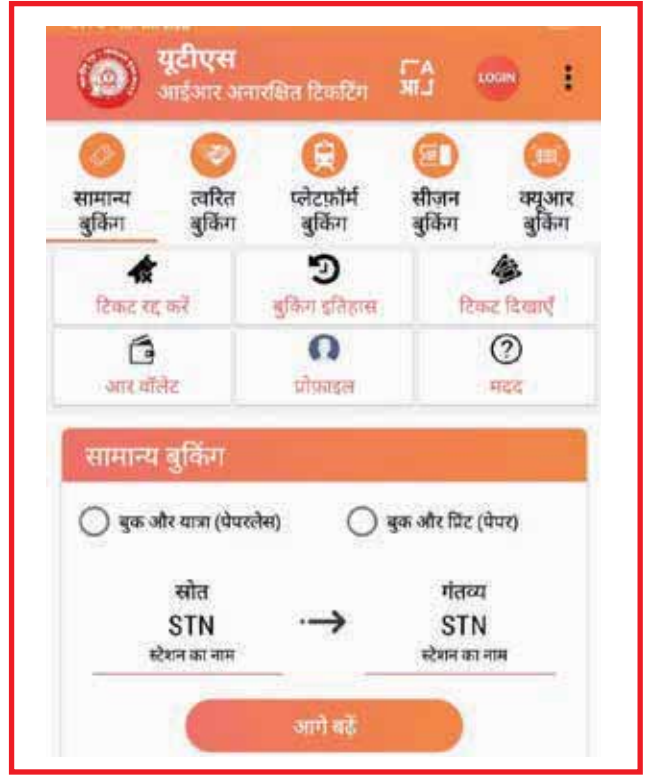 यूटीएस
आईआर अनारक्षित टिकटिंग
A
आ
LOGIN
सामान्य बुकिंग
त्वरित बुकिंग
प्लेटफ़ॉर्म बुकिंग
सीज़न बुकिंग
क्यूआर बुकिंग
टिकट रद्द करें
बुकिंग इतिहास
टिकट दिखाएँ
आर वॉलेट
प्रोफ़ाइल
मदद
सामान्य बुकिंग
बुक और यात्रा (पेपरलेस)
बुक और प्रिंट (पेपर)
स्रोत
STN
स्टेशन का नाम
गंतव्य
STN
स्टेशन का नाम
आगे बढ़ें